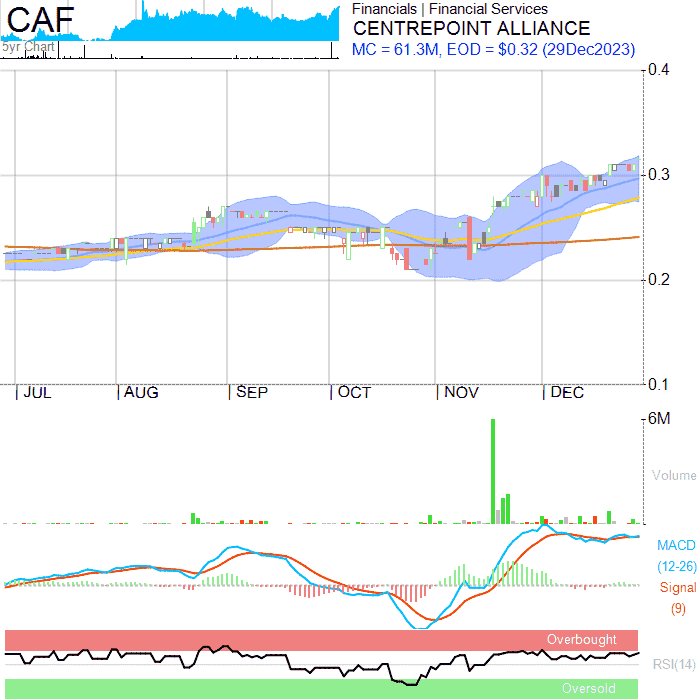 CAF
5yr Chart
Financials | Financial Services
CENTREPOINT ALLIANCE
MC = 61.3M, EOD = $0.32 (29Dec2023)
0.4
0.3
0.2
0.1
JUL AUG SEP OCT NOV DEC
6M
Volume
MACD
(12-26)
Signal
(9)
Overbought
RSI(14)
Oversold